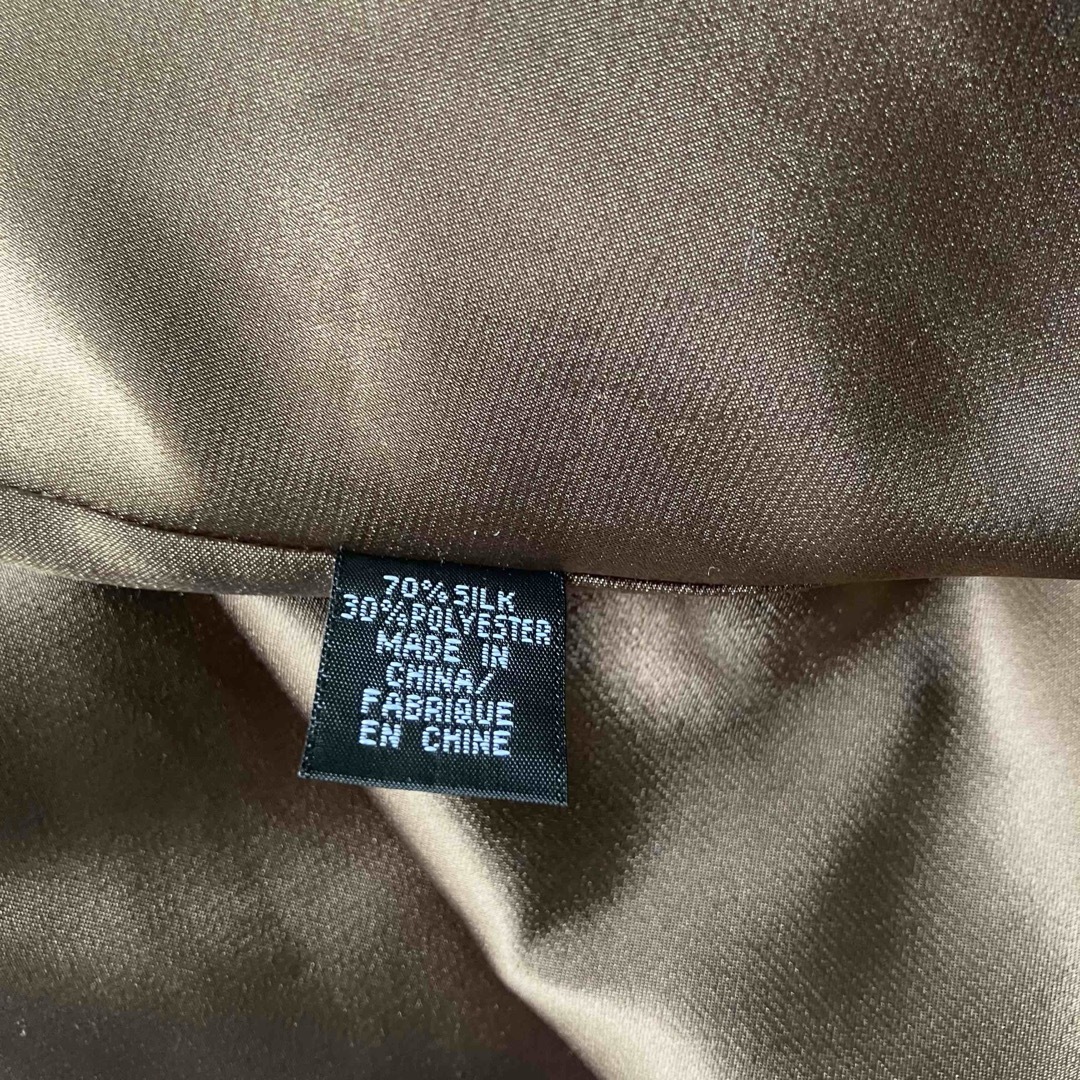 70% SILK
30% POLYESTER
MADE IN
CHINA/
FABRIQUE
EN CHINE